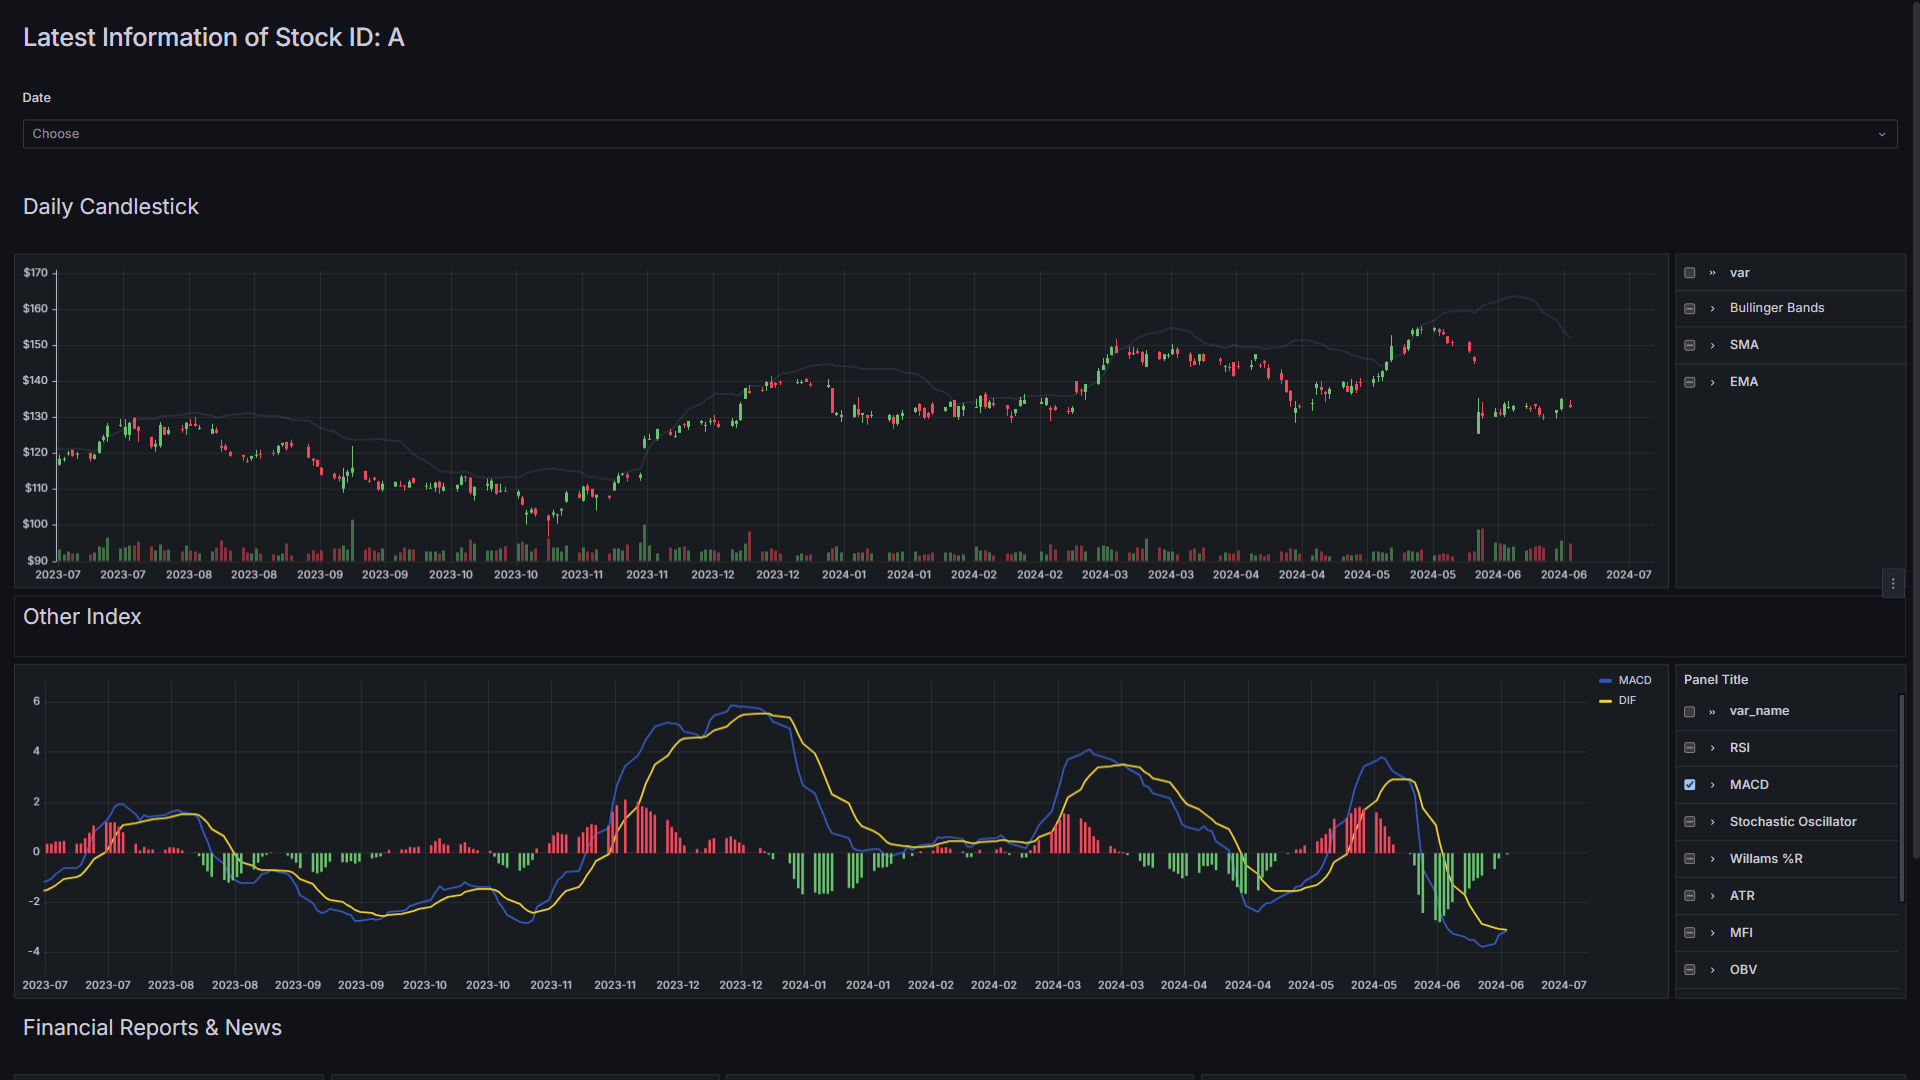 Latest Information of Stock ID: A
Date
Choose
Daily Candlestick
$170
$160
$150
$140
$130
$120
$110
$100
$90
2023-07 2023-07 2023-08 2023-08 2023-09 2023-09 2023-10 2023-10 2023-11 2023-11 2023-12 2023-12 2024-01 2024-01 2024-02 2024-02 2024-03 2024-03 2024-04 2024-04 2024-05 2024-05 2024-06 2024-06 2024-07
var
Bullinger Bands
SMA
EMA
Other Index
MACD
DIF
6
4
2
0
-2
-4
2023-07 2023-07 2023-08 2023-08 2023-09 2023-09 2023-10 2023-10 2023-11 2023-11 2023-12 2023-12 2024-01 2024-01 2024-02 2024-02 2024-03 2024-03 2024-04 2024-04 2024-05 2024-05 2024-06 2024-06 2024-07
Panel Title
var_name
RSI
MACD
Stochastic Oscillator
Willams %R
ATR
MFI
OBV
Financial Reports & News